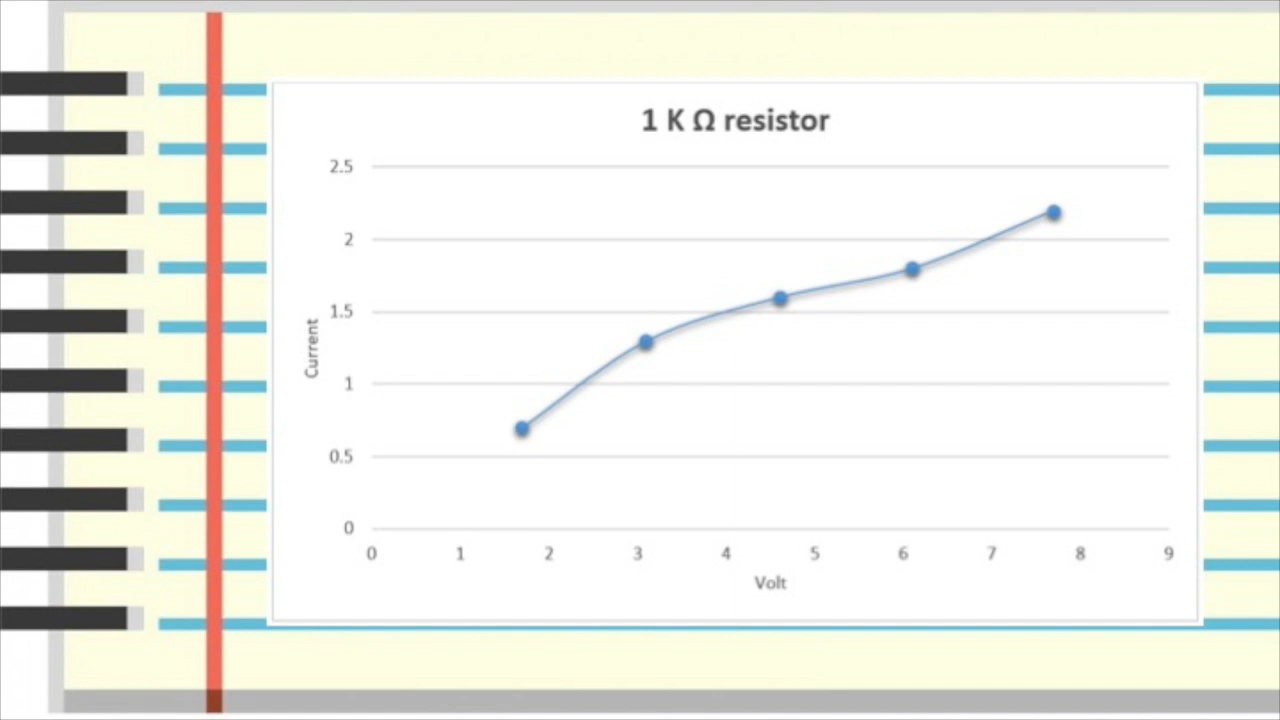 1 K Ω resistor
2.5
2
1.5
1
0.5
0
Current
0 1 2 3 4 5 6 7 8 9
Volt